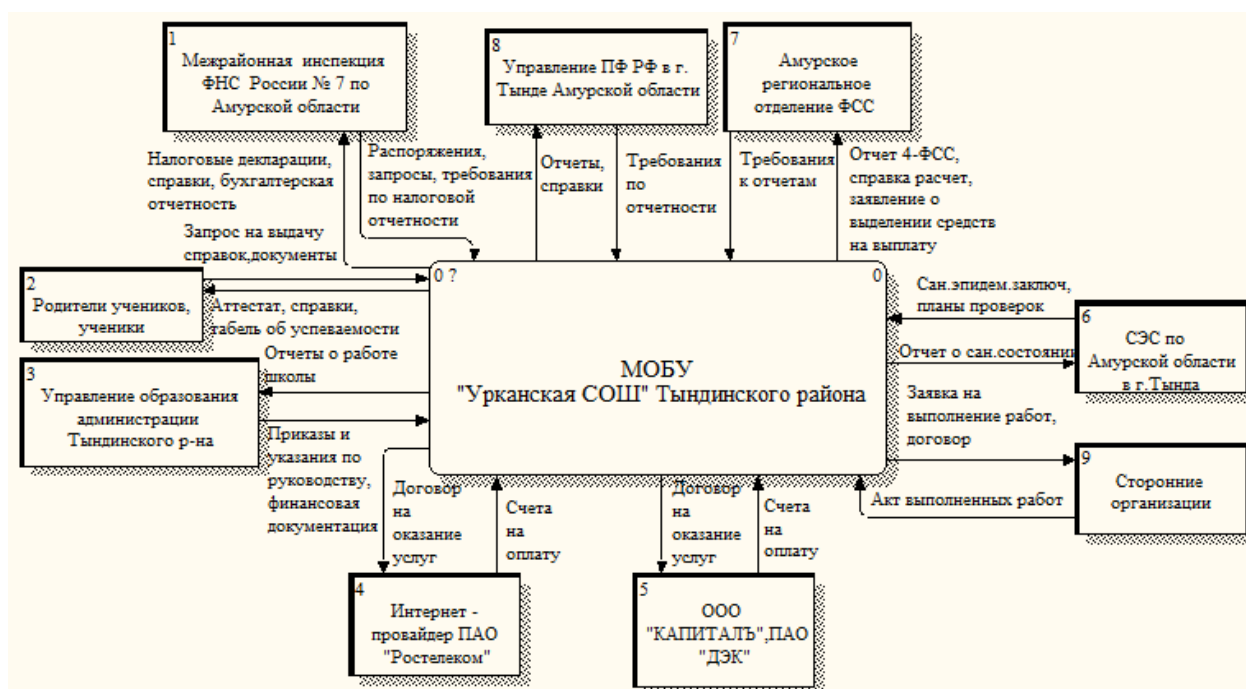 1
Межрайонная инспекция
ФНС России № 7 по
Амурской области
8
Управление ПФ РФ в г.
Тынде Амурской области
7
Амурское
региональное
отделение ФСС
Налоговые декларации,
справки, бухгалтерская
отчетность
Распоряжения,
запросы, требования
по налоговой
отчетности
Отчеты,
справки
Требования
по
отчетности
Требования
к отчетам
Отчет 4-ФСС,
справка расчет,
заявление о
выделении средств
на выплату
Запрос на выдачу
справок,документы
2
Родители учеников,
ученики
Аттестат, справки,
табель об успеваемости
Отчеты о работе
школы
3
Управление образования
администрации
Тындинского р-на
Приказы и
указания по
руководству,
финансовая
документация
0 ?
0
МОБУ
"Урканская СОШ" Тындинского района
Сан.эпидем.заключ,
планы проверок
6
СЭС по
Амурской области
в г.Тында
Отчет о сан.состоянии
Заявка на
выполнение работ,
договор
9
Сторонние
организации
Акт выполненных работ
Договор
на
оказание
услуг
Счета
на
оплату
Договор
на
оказание
услуг
Счета
на
оплату
4
Интернет -
провайдер ПАО
"Ростелеком"
5
ООО
"КАПИТАЛЪ",ПАО
"ДЭК"